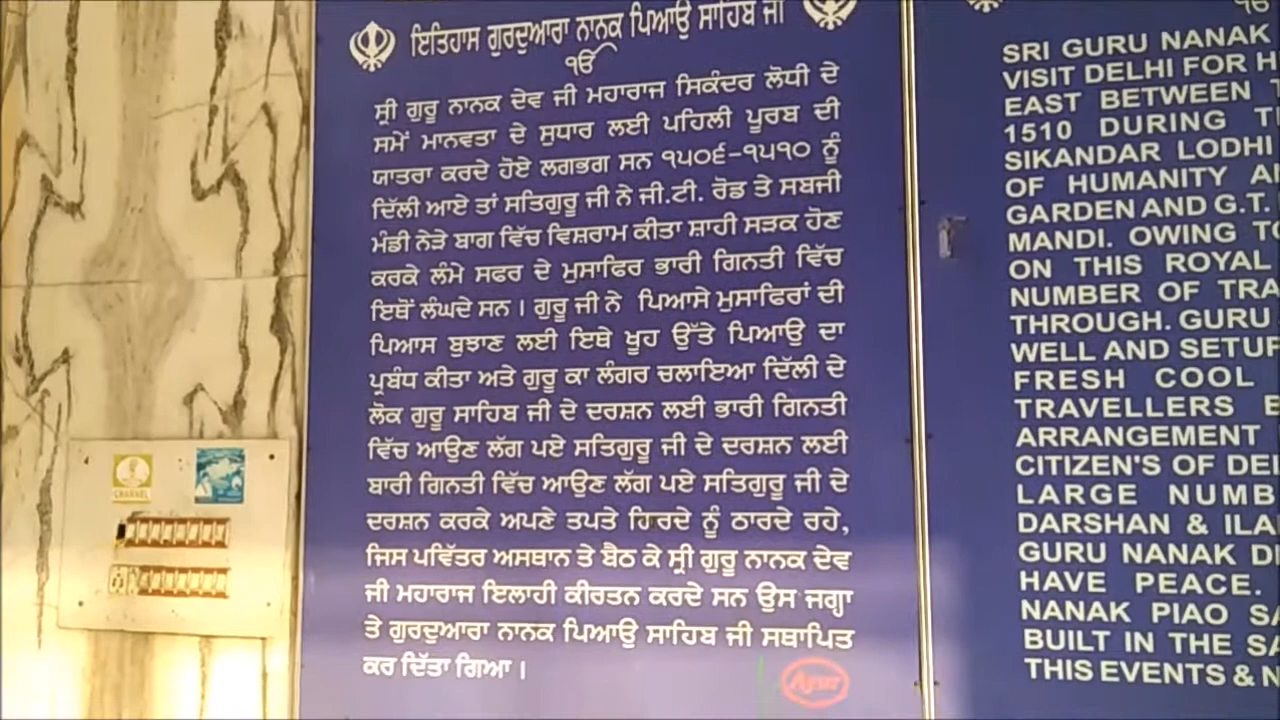 ਇਤਿਹਾਸ ਗੁਰਦੁਆਰਾ ਨਾਨਕ ਪਿਆਉ ਸਾਹਿਬ ਜੀ
ੴ
ਸ੍ਰੀ ਗੁਰੂ ਨਾਨਕ ਦੇਵ ਜੀ ਮਹਾਰਾਜ ਸਿਕੰਦਰ ਲੋਧੀ ਦੇ
ਸਮੇਂ ਮਾਨਵਤਾ ਦੇ ਸੁਧਾਰ ਲਈ ਪਹਿਲੀ ਪੂਰਬ ਦੀ
ਯਾਤਰਾ ਕਰਦੇ ਹੋਏ ਲਗਭਗ ਸਨ ੧੫੦੬-੧੫੧੦ ਨੂੰ
ਦਿੱਲੀ ਆਏ ਤਾਂ ਸਤਿਗੁਰੂ ਜੀ ਨੇ ਜੀ.ਟੀ. ਰੋਡ ਤੇ ਸਬਜੀ
ਮੰਡੀ ਨੇੜੇ ਬਾਗ ਵਿੱਚ ਵਿਸ਼ਰਾਮ ਕੀਤਾ ਸ਼ਾਹੀ ਸੜਕ ਹੋਣ
ਕਰਕੇ ਲੰਮੇ ਸਫਰ ਦੇ ਮੁਸਾਫਿਰ ਭਾਰੀ ਗਿਨਤੀ ਵਿੱਚ
ਇਥੋਂ ਲੰਘਦੇ ਸਨ। ਗੁਰੂ ਜੀ ਨੇ ਪਿਆਸੇ ਮੁਸਾਫਿਰਾਂ ਦੀ
ਪਿਆਸ ਬੁਝਾਣ ਲਈ ਇਥੇ ਖੂਹ ਉੱਤੇ ਪਿਆਉ ਦਾ
ਪ੍ਰਬੰਧ ਕੀਤਾ ਅਤੇ ਗੁਰੂ ਕਾ ਲੰਗਰ ਚਲਾਇਆ ਦਿੱਲੀ ਦੇ
ਲੋਕ ਗੁਰੂ ਸਾਹਿਬ ਜੀ ਦੇ ਦਰਸ਼ਨ ਲਈ ਭਾਰੀ ਗਿਨਤੀ
ਵਿੱਚ ਆਉਣ ਲੱਗ ਪਏ ਸਤਿਗੁਰੂ ਜੀ ਦੇ ਦਰਸ਼ਨ ਲਈ
ਬਾਰੀ ਗਿਨਤੀ ਵਿੱਚ ਆਉਣ ਲੱਗ ਪਏ ਸਤਿਗੁਰੂ ਜੀ ਦੇ
ਦਰਸ਼ਨ ਕਰਕੇ ਅਪਣੇ ਤਪਤੇ ਹਿਰਦੇ ਨੂੰ ਠਾਰਦੇ ਰਹੇ,
ਜਿਸ ਪਵਿੱਤਰ ਅਸਥਾਨ ਤੇ ਬੈਠ ਕੇ ਸ੍ਰੀ ਗੁਰੂ ਨਾਨਕ ਦੇਵ
ਜੀ ਮਹਾਰਾਜ ਇਲਾਹੀ ਕੀਰਤਨ ਕਰਦੇ ਸਨ ਉਸ ਜਗ੍ਹਾ
ਤੇ ਗੁਰਦੁਆਰਾ ਨਾਨਕ ਪਿਆਉ ਸਾਹਿਬ ਜੀ ਸਥਾਪਿਤ
ਕਰ ਦਿੱਤਾ ਗਿਆ।
Ayur
SRI GURU NANAK
VISIT DELHI FOR H
EAST BETWEEN
1510 DURING T
SIKANDAR LODHI
OF HUMANITY A
GARDEN AND G.T.
MANDI. OWING TO
ON THIS ROYAL
NUMBER OF TRA
THROUGH. GURU
WELL AND SETUP
FRESH COOL
TRAVELLERS
ARRANGEMENT
CITIZEN'S OF DEL
LARGE NUMB
DARSHAN & ILA
GURU NANAK D
HAVE PEACE.
NANAK PIAO SA
BUILT IN THE SA
THIS EVENTS & N
CHANNEL